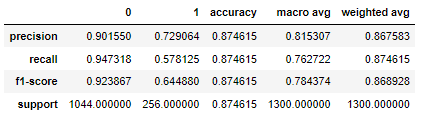 0 1 accuracy macro avg weighted avg
precision 0.901550 0.729064 0.874615 0.815307 0.867583
recall 0.947318 0.578125 0.874615 0.762722 0.874615
f1-score 0.923867 0.644880 0.874615 0.784374 0.868928
support 1044.000000 256.000000 0.874615 1300.000000 1300.000000